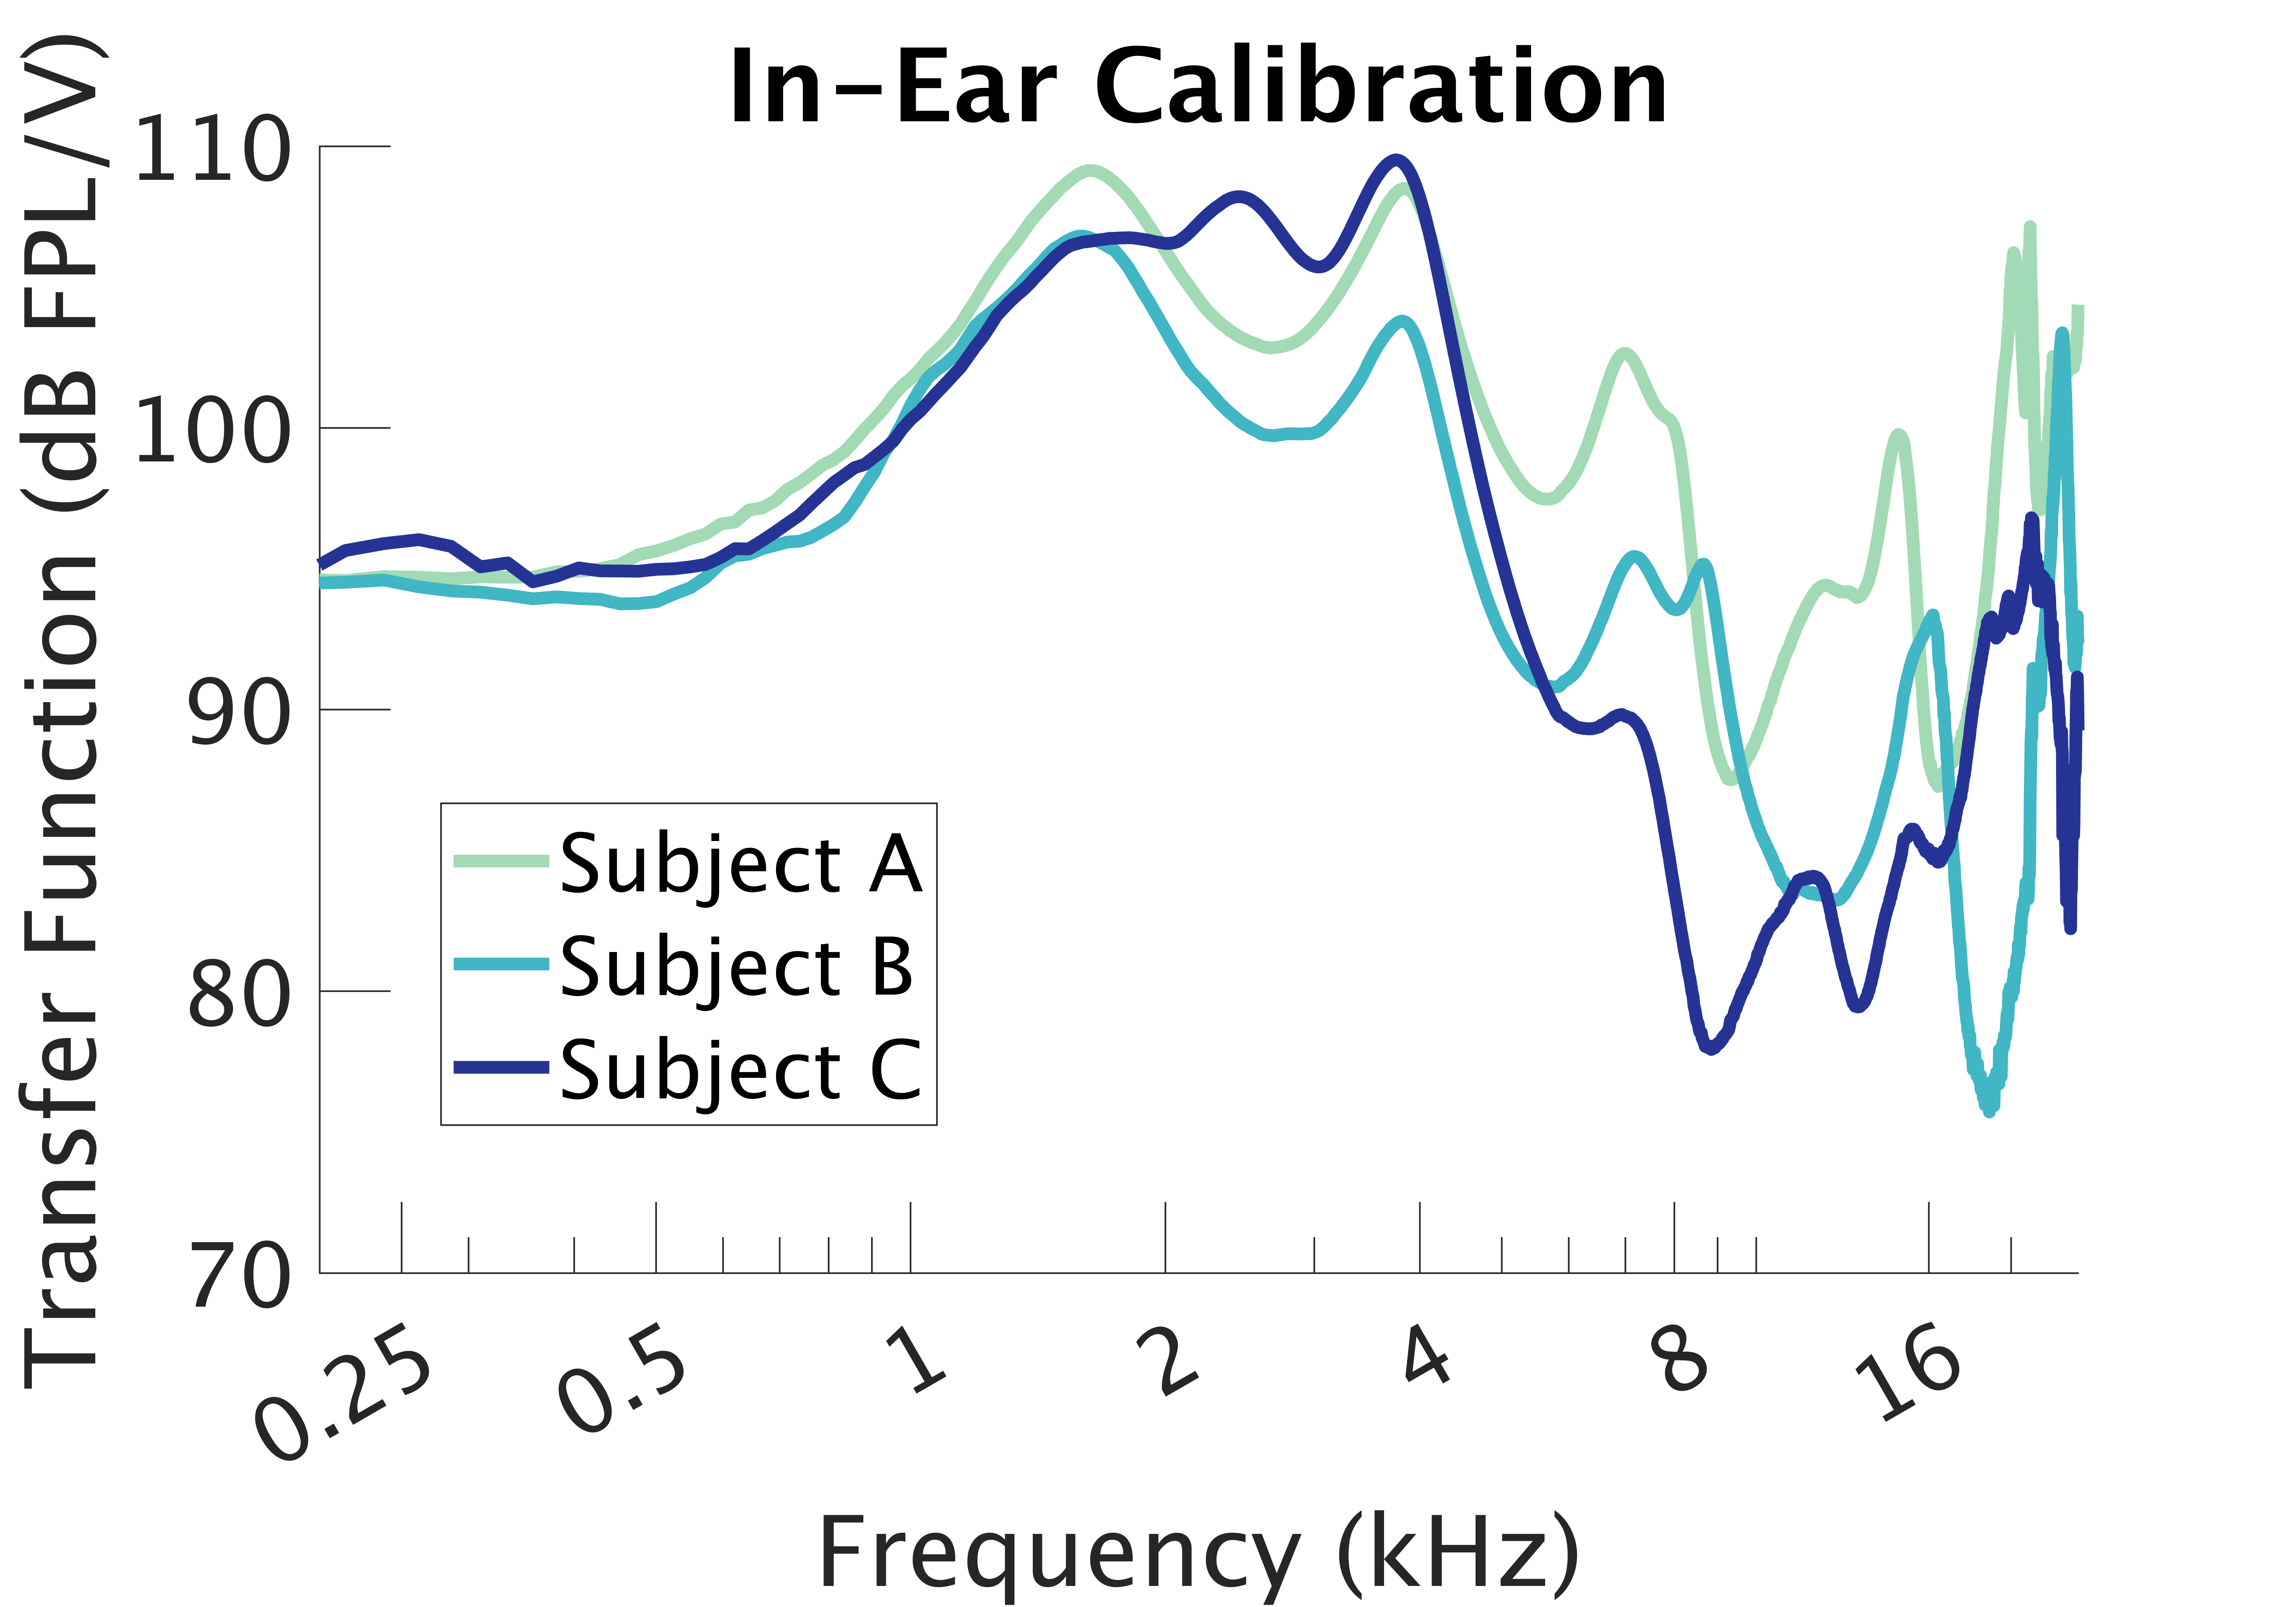 In-Ear Calibration
Transfer Function (dB FPL/V)
110
100
90
80
70
Subject A
Subject B
Subject C
0.25
0.5
1
2
4
8
16
Frequency (kHz)